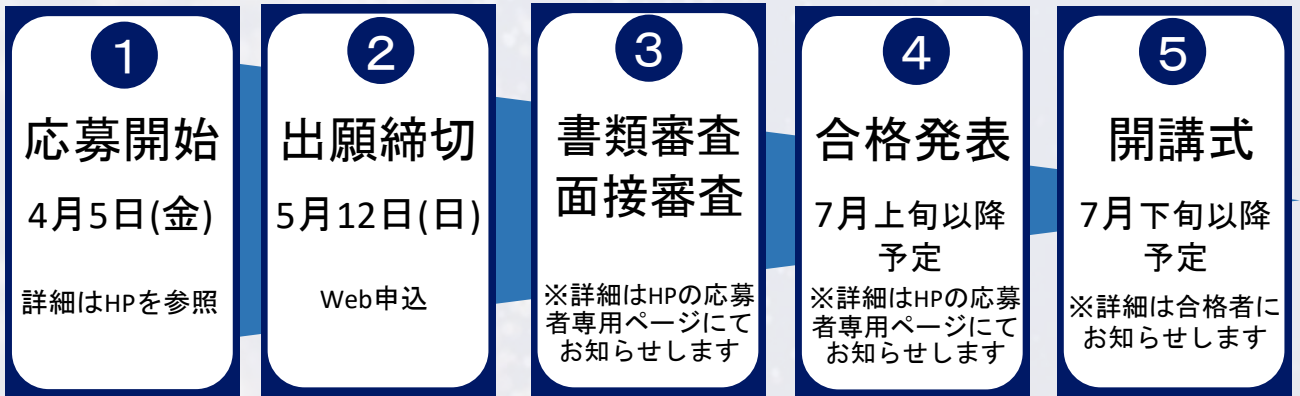 1
応募開始
4月5日(金)
詳細はHPを参照
2
出願締切
5月12日(日)
Web申込
3
書類審査
面接審査
※詳細はHPの応募
者専用ページにて
お知らせします
4
合格発表
7月上旬以降
予定
※詳細はHPの応募
者専用ページにて
お知らせします
5
開講式
7月下旬以降
予定
※詳細は合格者に
お知らせします